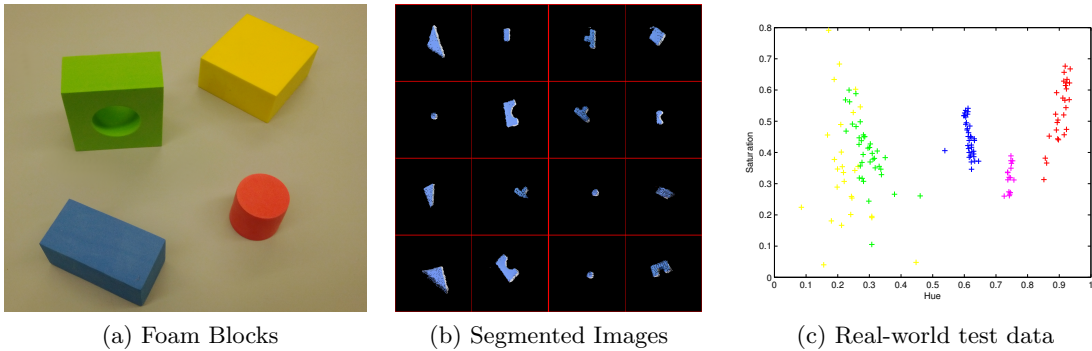 0.8
0.7
0.6
0.5
0.4
0.3
0.2
0.1
0
Saturation
0 0.1 0.2 0.3 0.4 0.5 0.6 0.7 0.8 0.9 1
Hue
(a) Foam Blocks
(b) Segmented Images
(c) Real-world test data